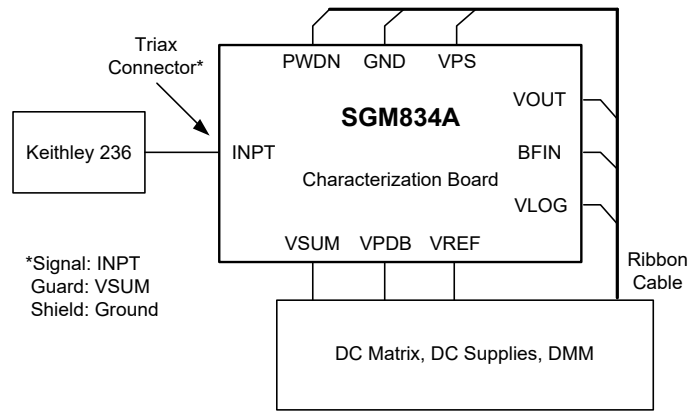 Triax
Connector*
PWDN GND VPS
VOUT
SGM834A
Keithley 236
INPT
BFIN
Characterization Board
VLOG
VSUM VPDB VREF
*Signal: INPT
Guard: VSUM
Shield: Ground
Ribbon
Cable
DC Matrix, DC Supplies, DMM